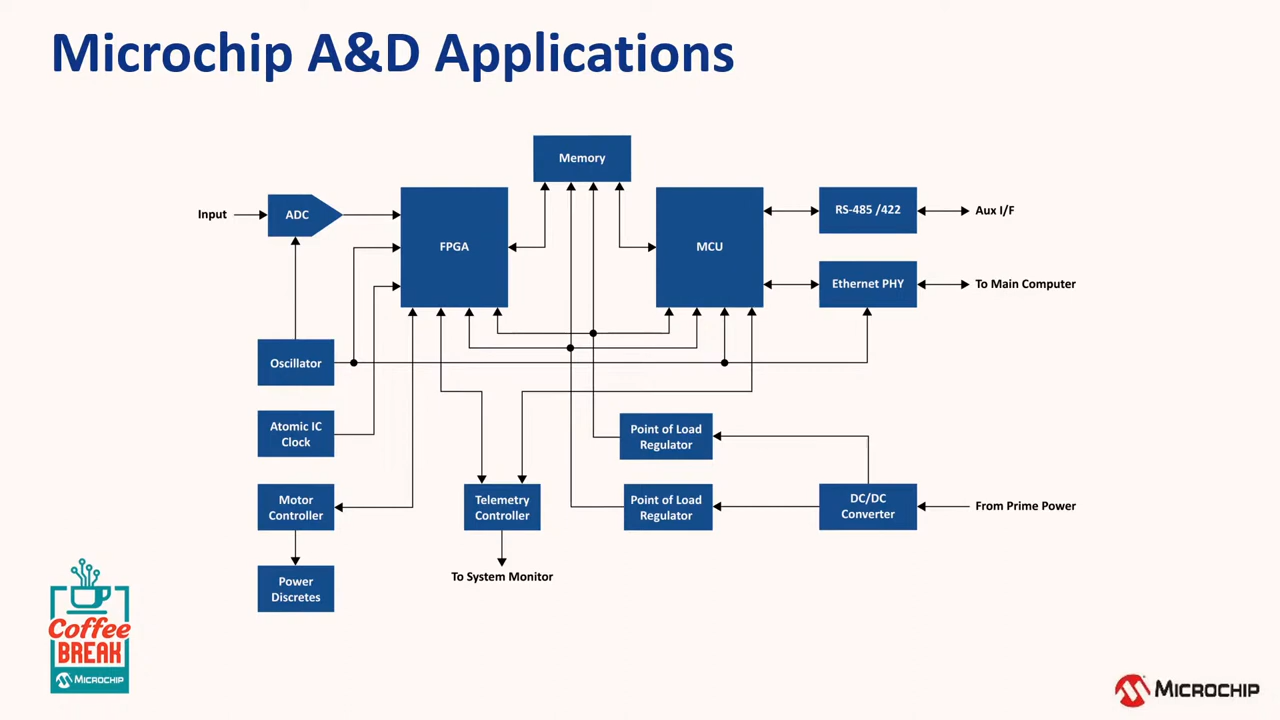 Microchip A&D Applications
Memory
Input
ADC
FPGA
MCU
RS-485 /422
Aux I/F
Ethernet PHY
To Main Computer
Oscillator
Atomic IC
Clock
Point of Load
Regulator
Motor
Controller
Telemetry
Controller
Point of Load
Regulator
DC/DC
Converter
From Prime Power
To System Monitor
Power
Discretes
Coffee
BREAK
MICROCHIP
MICROCHIP